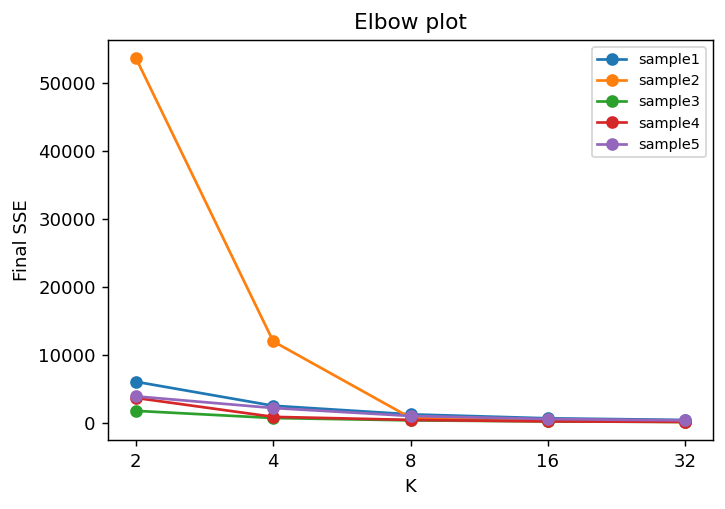 Elbow plot
Final SSE
50000
40000
30000
20000
10000
0
2 4 8 16 32
K
sample1
sample2
sample3
sample4
sample5